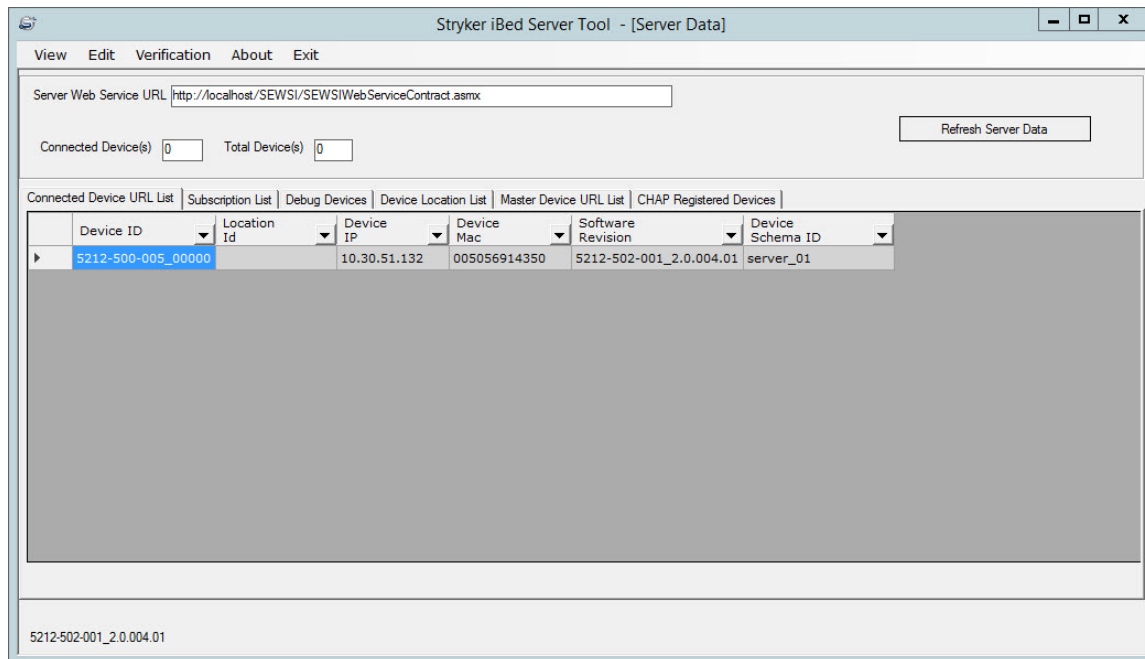 Stryker iBed Server Tool - [Server Data]
View Edit Verification About Exit
Server Web Service URL http://localhost/SEWSI/SEWSIWebServiceContract.asmx
Refresh Server Data
Connected Device(s) 0 Total Device(s) 0
Connected Device URL List Subscription List Debug Devices Device Location List Master Device URL List CHAP Registered Devices
Device ID Location Id Device IP Device Mac Software Revision Device Schema ID
5212-500-005_00000 10.30.51.132 005056914350 5212-502-001_2.0.004.01 server_01
5212-502-001_2.0.004.01